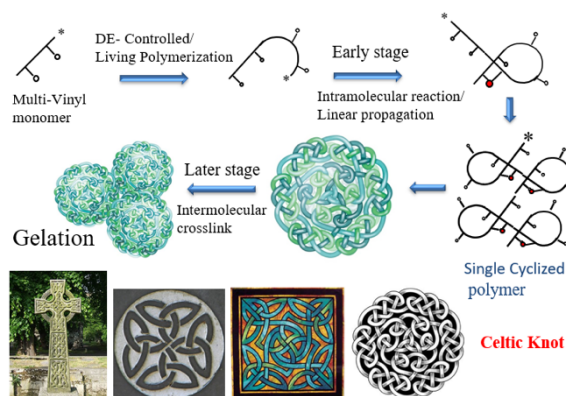 *
DE- Controlled/
Living Polymerization
*
Early stage
*
Multi-Vinyl
monomer
Intramolecular reaction/
Linear propagation
*
Later stage
Intermolecular
crosslink
Gelation
Single Cyclized
polymer
Celtic Knot